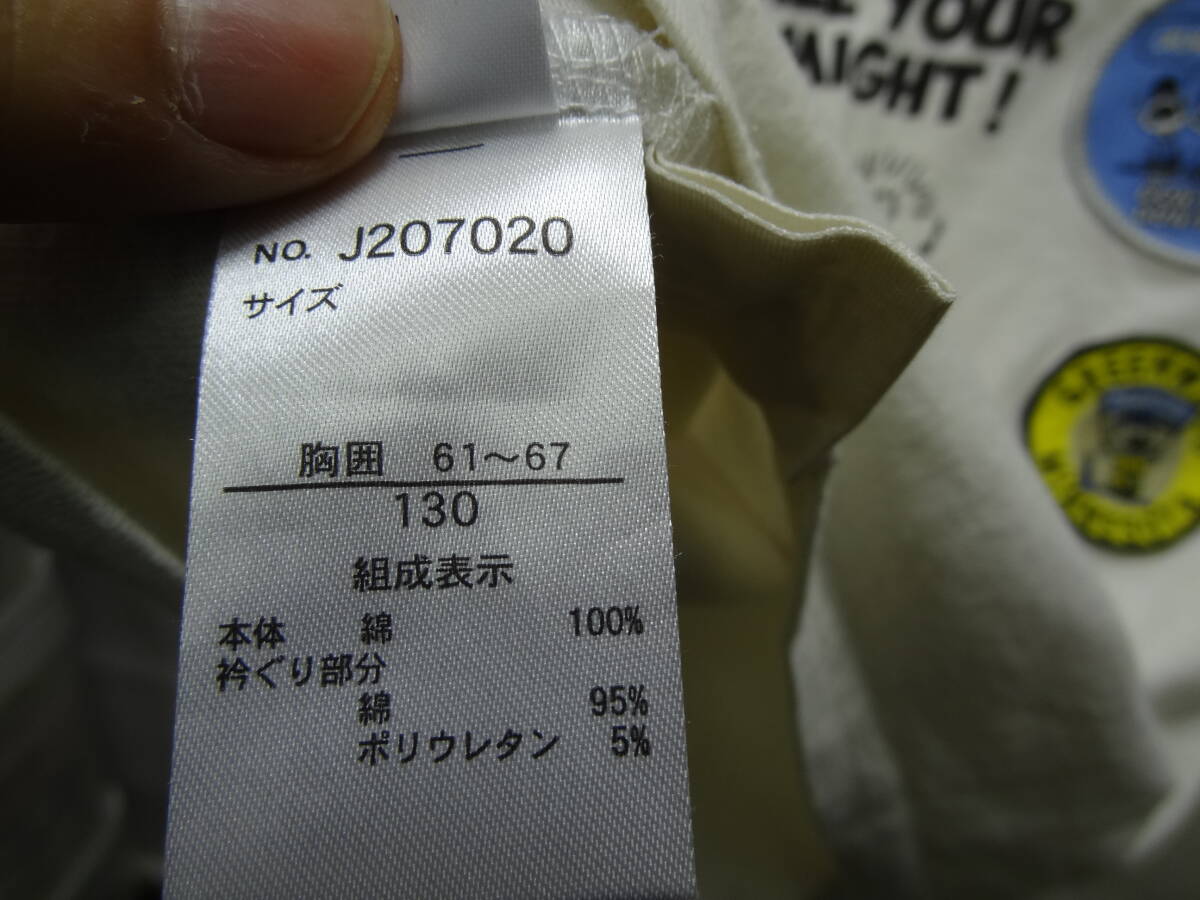 NO. J207020
サイズ
胸囲 61〜67
130
組成表示
本体 綿 100%
衿ぐり部分
綿 95%
ポリウレタン 5%
YOUR
!